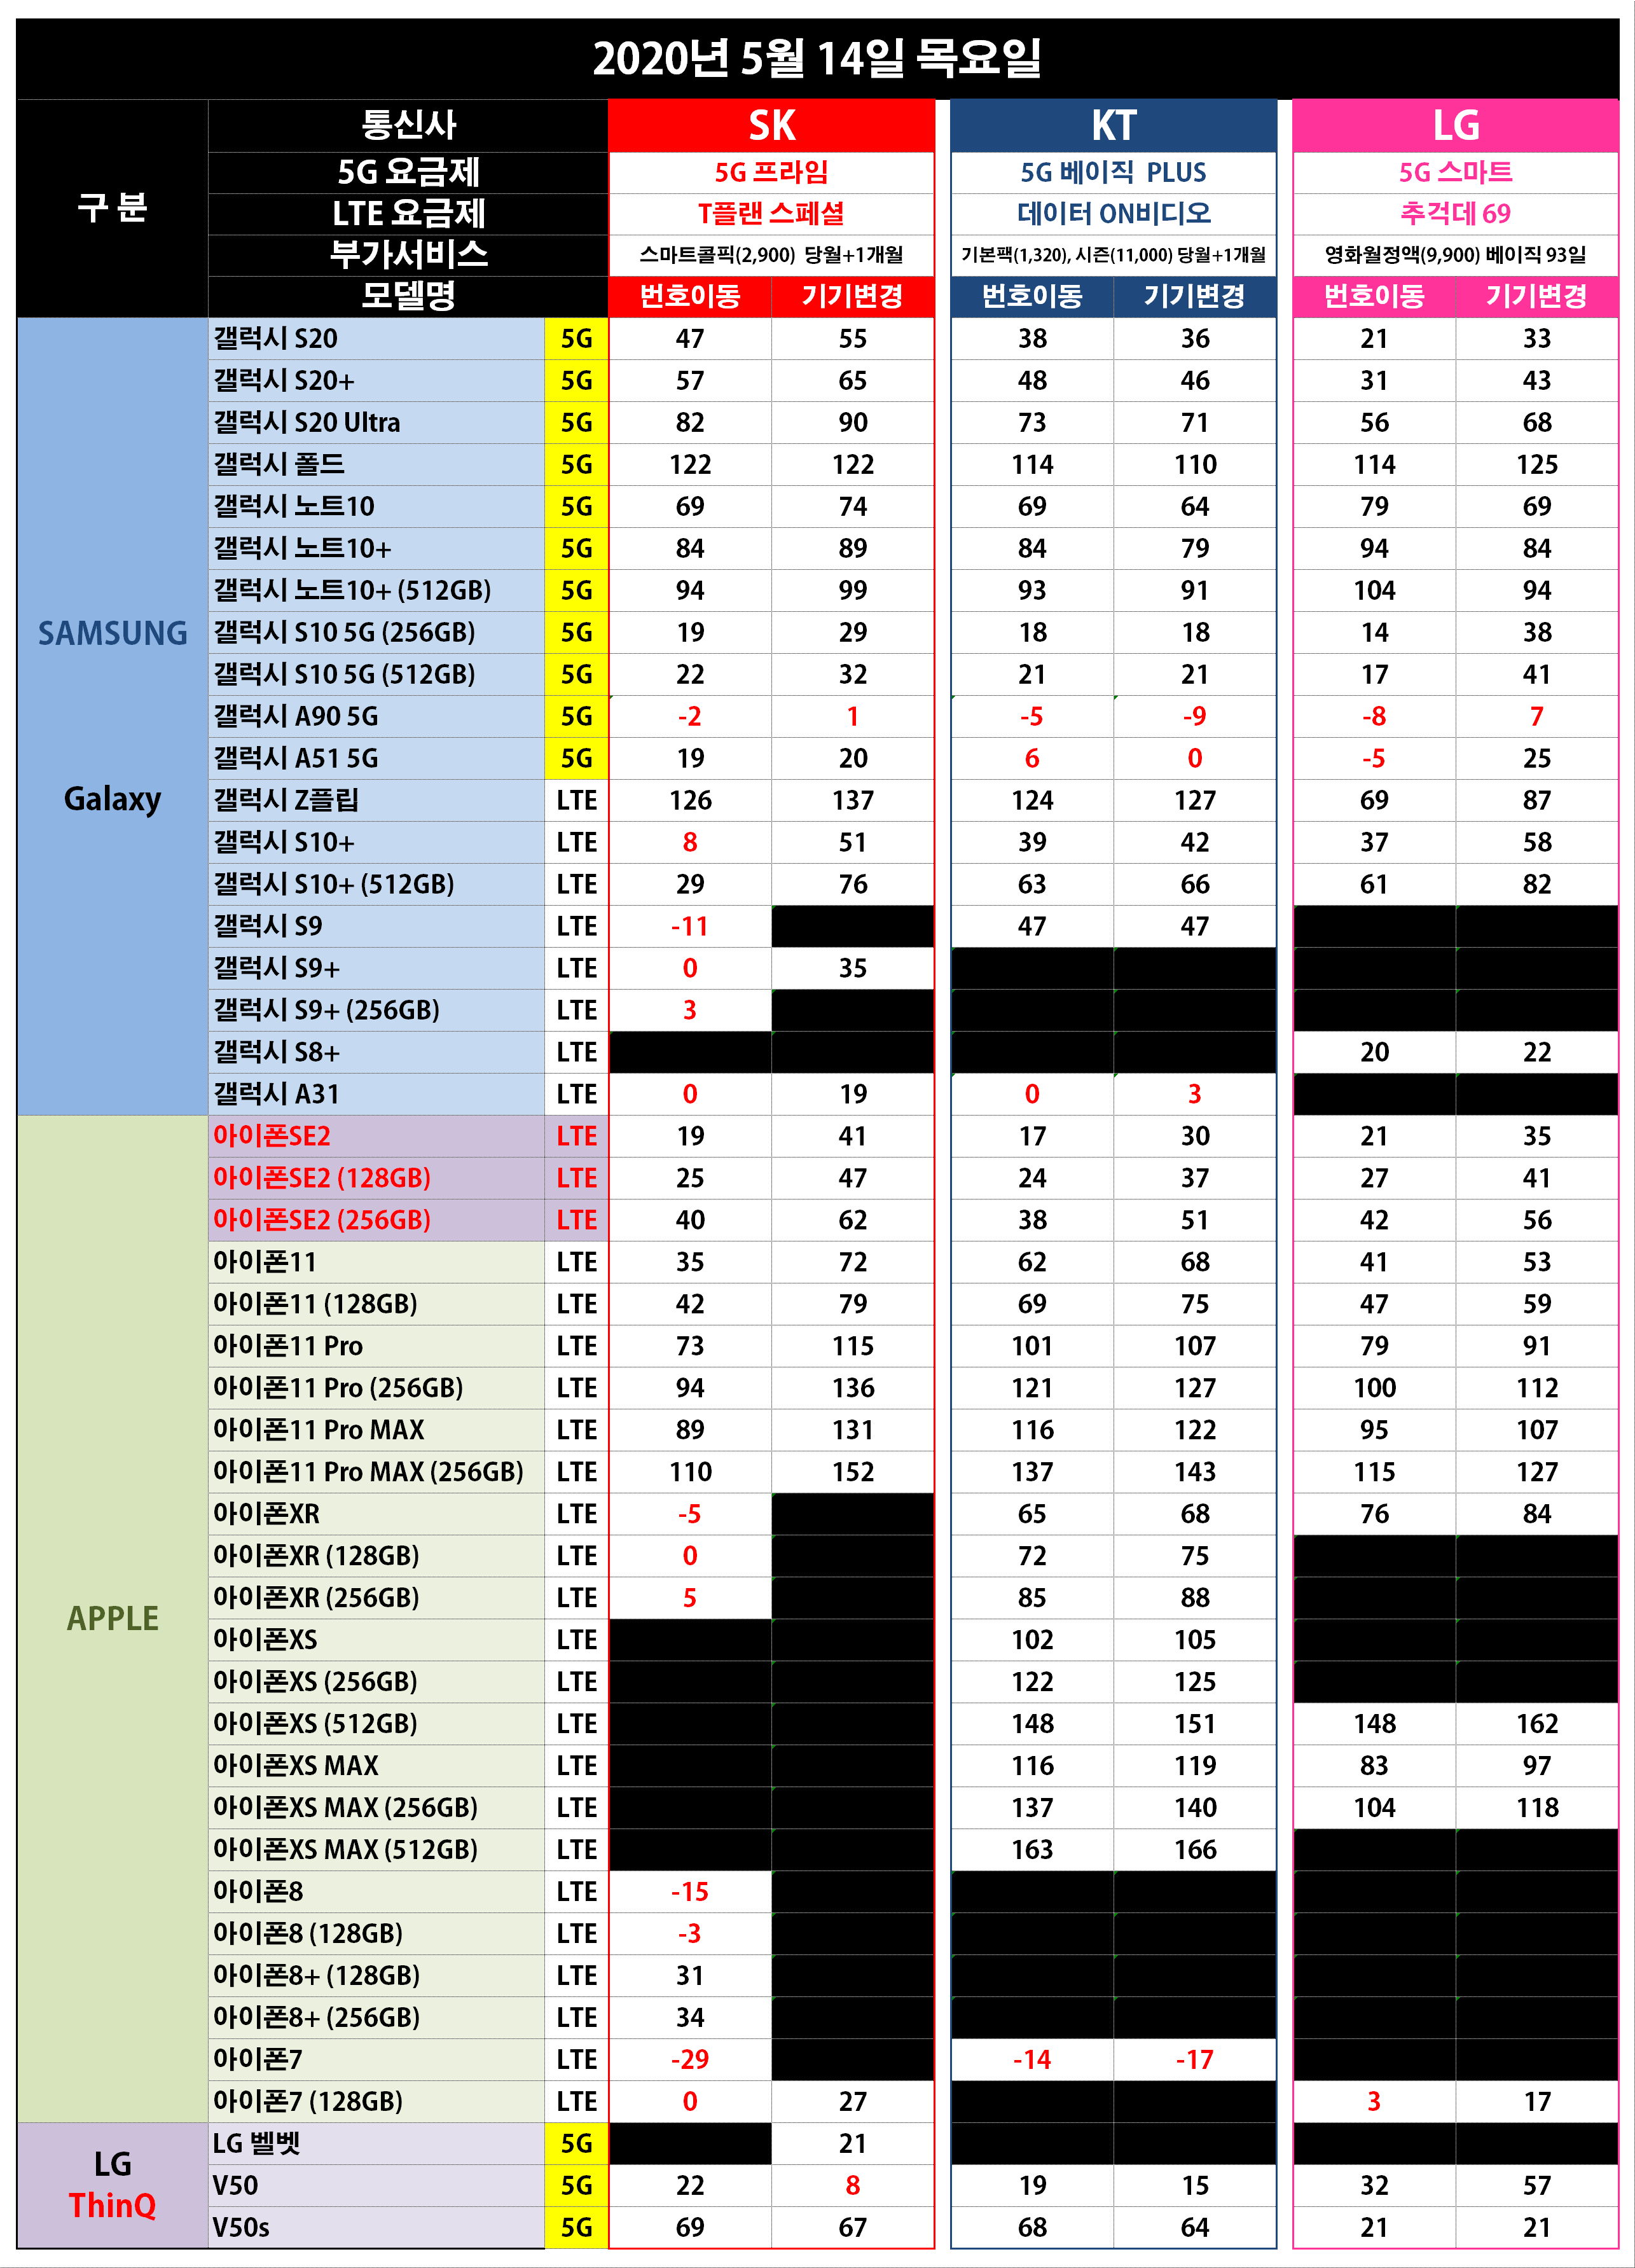 2020년 5월 14일 목요일
구 분 통신사 SK KT LG
5G 요금제 5G 프라임 5G 베이직 PLUS 5G 스마트
LTE 요금제 T플랜 스페셜 데이터 ON비디오 추걱데 69
부가서비스 스마트콜픽(2,900) 당월+1개월 기본팩(1,320), 시즌(11,000) 당월+1개월 영화월정액(9,900) 베이직 93일
모델명 번호이동 기기변경 번호이동 기기변경 번호이동 기기변경
SAMSUNG
Galaxy
갤럭시 S20 5G 47 55 38 36 21 33
갤럭시 S20+ 5G 57 65 48 46 31 43
갤럭시 S20 Ultra 5G 82 90 73 71 56 68
갤럭시 폴드 5G 122 122 114 110 114 125
갤럭시 노트10 5G 69 74 69 64 79 69
갤럭시 노트10+ 5G 84 89 84 79 94 84
갤럭시 노트10+ (512GB) 5G 94 99 93 91 104 94
갤럭시 S10 5G (256GB) 5G 19 29 18 18 14 38
갤럭시 S10 5G (512GB) 5G 22 32 21 21 17 41
갤럭시 A90 5G 5G -2 1 -5 -9 -8 7
갤럭시 A51 5G 5G 19 20 6 0 -5 25
갤럭시 Z플립 LTE 126 137 124 127 69 87
갤럭시 S10+ LTE 8 51 39 42 37 58
갤럭시 S10+ (512GB) LTE 29 76 63 66 61 82
갤럭시 S9 LTE -11 47 47
갤럭시 S9+ LTE 0 35
갤럭시 S9+ (256GB) LTE 3
갤럭시 S8+ LTE 20 22
갤럭시 A31 LTE 0 19 0 3
APPLE
아이폰SE2 LTE 19 41 17 30 21 35
아이폰SE2 (128GB) LTE 25 47 24 37 27 41
아이폰SE2 (256GB) LTE 40 62 38 51 42 56
아이폰11 LTE 35 72 62 68 41 53
아이폰11 (128GB) LTE 42 79 69 75 47 59
아이폰11 Pro LTE 73 115 101 107 79 91
아이폰11 Pro (256GB) LTE 94 136 121 127 100 112
아이폰11 Pro MAX LTE 89 131 116 122 95 107
아이폰11 Pro MAX (256GB) LTE 110 152 137 143 115 127
아이폰XR LTE -5 65 68 76 84
아이폰XR (128GB) LTE 0 72 75
아이폰XR (256GB) LTE 5 85 88
아이폰XS LTE 102 105
아이폰XS (256GB) LTE 122 125
아이폰XS (512GB) LTE 148 151 148 162
아이폰XS MAX LTE 116 119 83 97
아이폰XS MAX (256GB) LTE 137 140 104 118
아이폰XS MAX (512GB) LTE 163 166
아이폰8 LTE -15
아이폰8 (128GB) LTE -3
아이폰8+ (128GB) LTE 31
아이폰8+ (256GB) LTE 34
아이폰7 LTE -29 -14 -17
아이폰7 (128GB) LTE 0 27 3 17
LG
ThinQ
LG 벨벳 5G 21
V50 5G 22 8 19 15 32 57
V50s 5G 69 67 68 64 21 21